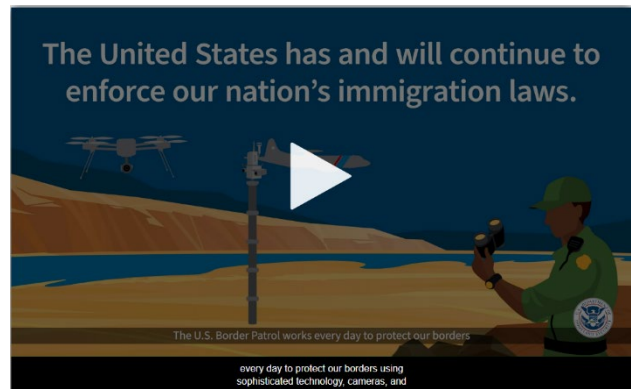 The United States has and will continue to
enforce our nation’s immigration laws.
The U.S. Border Patrol works every day to protect our borders
every day to protect our borders using
sophisticated technology, cameras, and